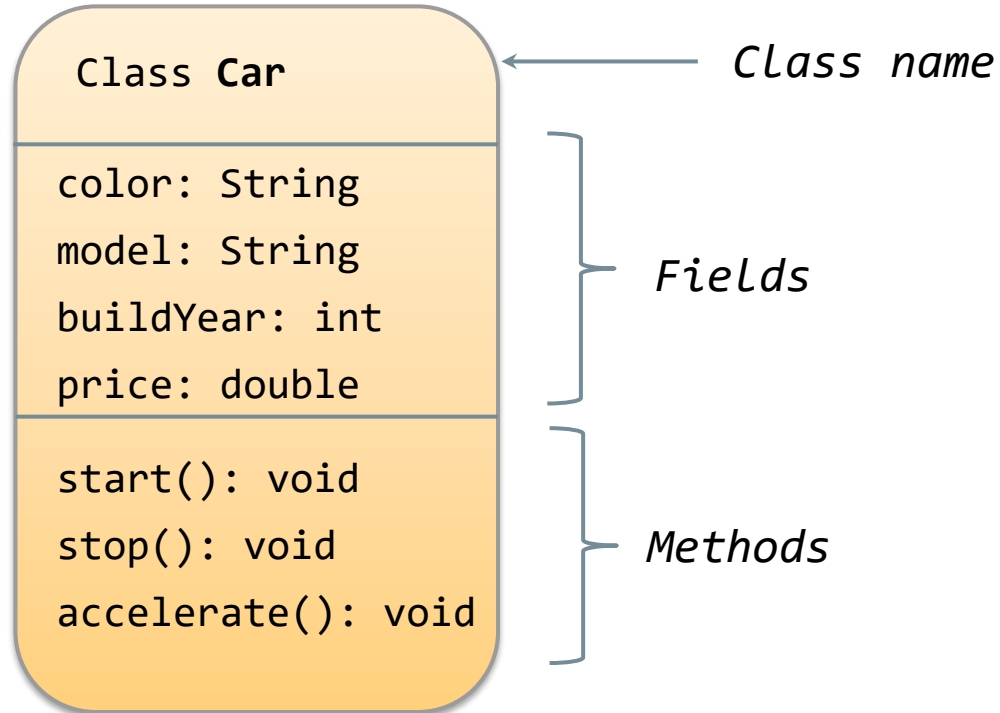 Class Car
Class name
color: String
model: String
buildYear: int
price: double
Fields
start(): void
stop(): void
accelerate(): void
Methods